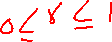 0 ≤ r ≤ 1